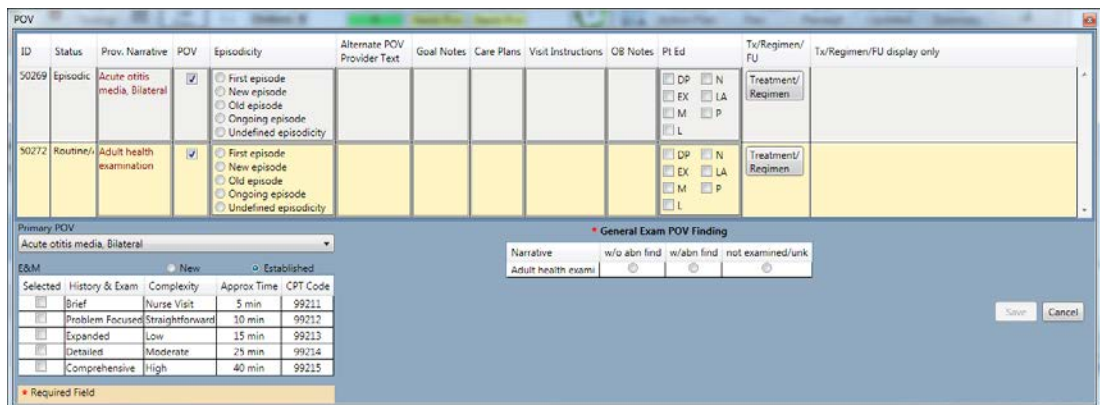 POV
ID Status Prov. Narrative POV Episodicity Alternate POV Provider Text Goal Notes Care Plans Visit Instructions OB Notes Pt Ed Tx/Regimen/ FU Tx/Regimen/FU display only
50269 Episodic Acute otitis media, Bilateral
First episode
New episode
Old episode
Ongoing episode
Undefined episodicity
DP N
EX LA
M P
L
Treatment/
Regimen
50272 Routine/ Adult health examination
First episode
New episode
Old episode
Ongoing episode
Undefined episodicity
DP N
EX LA
M P
L
Treatment/
Regimen
Primary POV
Acute otitis media, Bilateral
E&M New Established
Selected History & Exam Complexity Approx Time CPT Code
Brief Nurse Visit 5 min 99211
Problem Focused Straightforward 10 min 99212
Expanded Low 15 min 99213
Detailed Moderate 25 min 99214
Comprehensive High 40 min 99215
* Required Field
* General Exam POV Finding
Narrative w/o abn find w/abn find not examined/unk
Adult health exami
Save Cancel